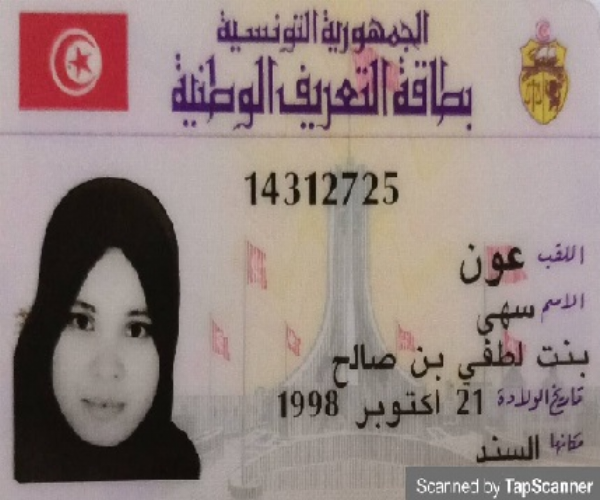 الجمهورية التونسية
بطاقة التعريف الوطنية
14312725
اللقب عون
الاسم سهى
بنت لطفي بن صالح
تاريخ الولادة 21 اكتوبر 1998
مكانها السند
Scanned by TapScanner